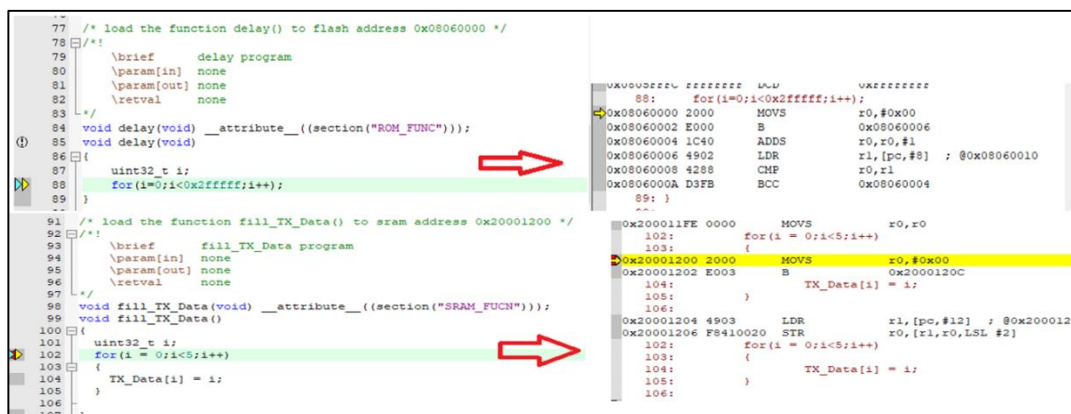 77 /* load the function delay() to flash address 0x08060000 */
78 /*!
79 \brief delay program
80 \param[in] none
81 \param[out] none
82 \retval none
83 */
84 void delay(void) __attribute__((section("ROM_FUNC")));
85 void delay(void)
86 {
87 uint32_t i;
88 for(i=0;i<0x2fffff;i++);
89 }
88: for(i=0;i<0x2fffff;i++);
0x08060000 2000 MOVS r0,#0x00
0x08060002 E000 B 0x08060006
0x08060004 1C40 ADDS r0,r0,#1
0x08060006 4902 LDR r1,[pc,#8] ; @0x08060010
0x08060008 4288 CMP r0,r1
0x0806000A D3FB BCC 0x08060004
89: }
91 /* load the function fill_TX_Data() to sram address 0x20001200 */
92 /*!
93 \brief fill_TX_Data program
94 \param[in] none
95 \param[out] none
96 \retval none
97 */
98 void fill_TX_Data(void) __attribute__((section("SRAM_FUCN")));
99 void fill_TX_Data()
100 {
101 uint32_t i;
102 for(i = 0;i<5;i++)
103 {
104 TX_Data[i] = i;
105 }
106
0x200011FE 0000 MOVS r0,r0
102: for(i = 0;i<5;i++)
103: {
0x20001200 2000 MOVS r0,#0x00
0x20001202 E003 B 0x2000120C
104: TX_Data[i] = i;
105: }
106:
0x20001204 4903 LDR r1,[pc,#12] ; @0x200012
0x20001206 F8410020 STR r0,[r1,r0,LSL #2]
102: for(i = 0;i<5;i++)
103: {
104: TX_Data[i] = i;
105: }
106: